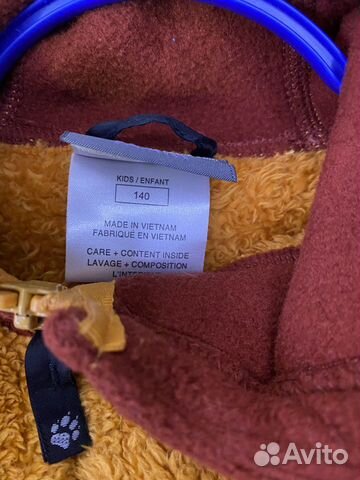 KIDS / ENFANT
140
MADE IN VIETNAM
FABRIQUÉ EN VIETNAM
CARE + CONTENT INSIDE
LAVAGE + COMPOSITION
Avito